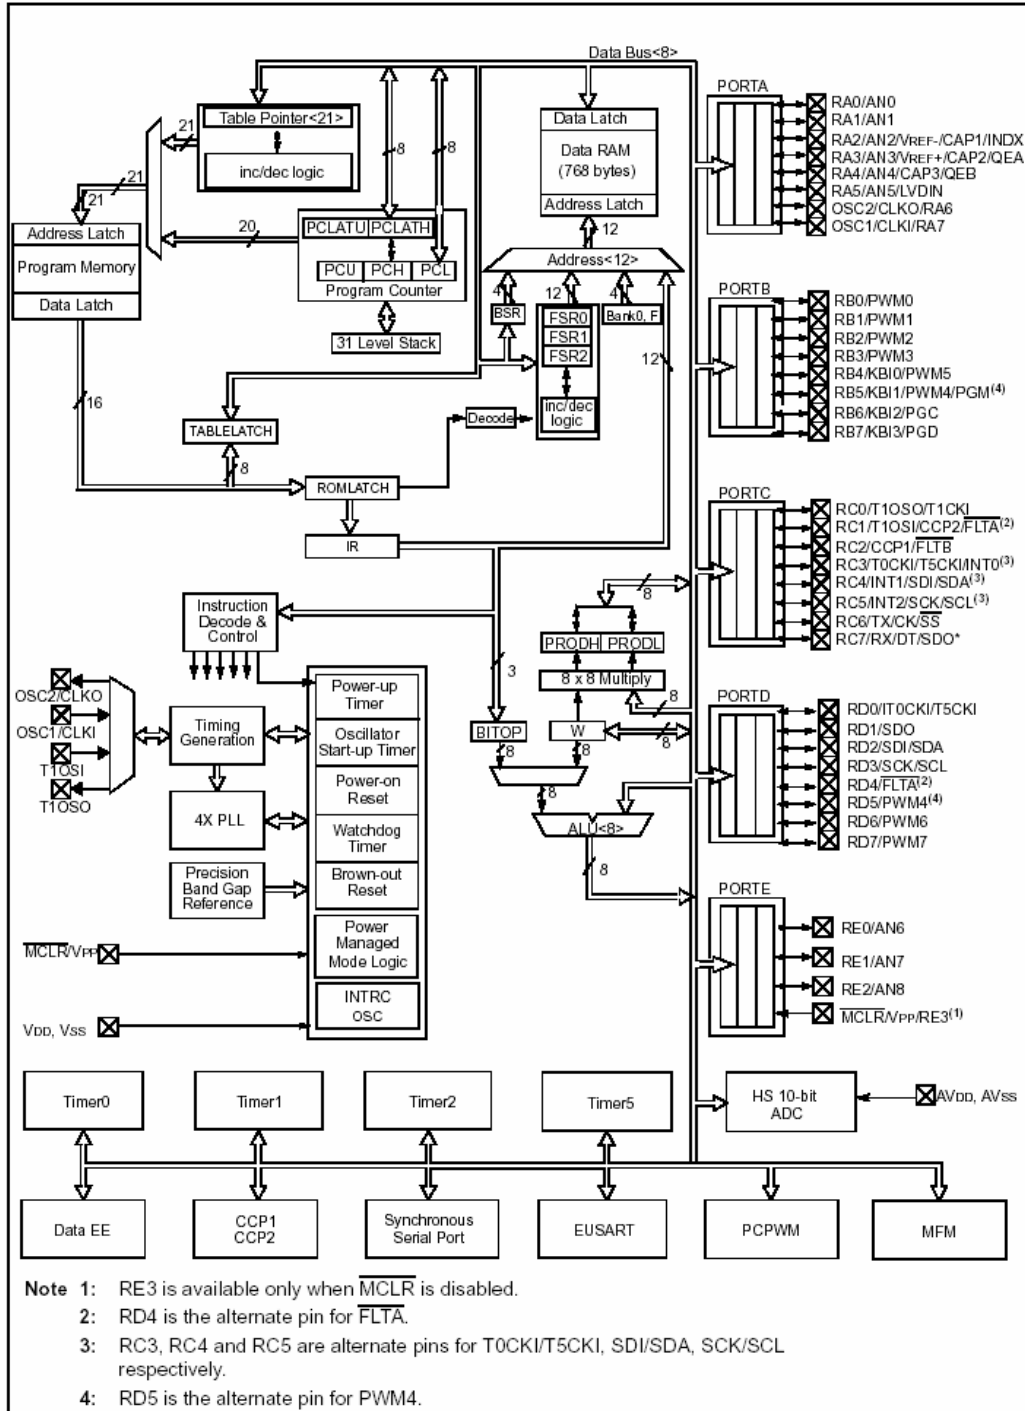 Data Bus<8>
Table Pointer<21>
inc/dec logic
21
21
21
20
8
8
PCLATU PCLATH
PCU PCH PCL
Program Counter
31 Level Stack
Address Latch
Program Memory
Data Latch
16
Data Latch
Data RAM
(768 bytes)
Address Latch
12
Address<12>
4
12
4
BSR
FSR0
FSR1
FSR2
inc/dec
logic
Bank0, F
12
TABLELATCH
8
Decode
ROMLATCH
IR
Instruction
Decode &
Control
3
8
PRODH PRODL
8 x 8 Multiply
8
BITOP
W
8
8
8
8
ALU<8>
8
OSC2/CLKO
OSC1/CLKI
T1OSI
T1OSO
Timing
Generation
4X PLL
Precision
Band Gap
Reference
Power-up
Timer
Oscillator
Start-up Timer
Power-on
Reset
Watchdog
Timer
Brown-out
Reset
Power
Managed
Mode Logic
INTRC
OSC
MCLR/VPP
VDD, VSS
PORTA
RA0/AN0
RA1/AN1
RA2/AN2/VREF-/CAP1/INDX
RA3/AN3/VREF+/CAP2/QEA
RA4/AN4/CAP3/QEB
RA5/AN5/LVDIN
OSC2/CLKO/RA6
OSC1/CLKI/RA7
PORTB
RB0/PWM0
RB1/PWM1
RB2/PWM2
RB3/PWM3
RB4/KBI0/PWM5
RB5/KBI1/PWM4/PGM(4)
RB6/KBI2/PGC
RB7/KBI3/PGD
PORTC
RC0/T1OSO/T1CKI
RC1/T1OSI/CCP2/FLTA(2)
RC2/CCP1/FLTB
RC3/T0CKI/T5CKI/INT0(3)
RC4/INT1/SDI/SDA(3)
RC5/INT2/SCK/SCL(3)
RC6/TX/CK/SS
RC7/RX/DT/SDO*
PORTD
RD0/IT0CKI/T5CKI
RD1/SDO
RD2/SDI/SDA
RD3/SCK/SCL
RD4/FLTA(2)
RD5/PWM4(4)
RD6/PWM6
RD7/PWM7
PORTE
RE0/AN6
RE1/AN7
RE2/AN8
MCLR/VPP/RE3(1)
Timer0
Timer1
Timer2
Timer5
HS 10-bit
ADC
AVDD, AVSS
Data EE
CCP1
CCP2
Synchronous
Serial Port
EUSART
PCPWM
MFM
Note 1: RE3 is available only when MCLR is disabled.
2: RD4 is the alternate pin for FLTA.
3: RC3, RC4 and RC5 are alternate pins for T0CKI/T5CKI, SDI/SDA, SCK/SCL
respectively.
4: RD5 is the alternate pin for PWM4.